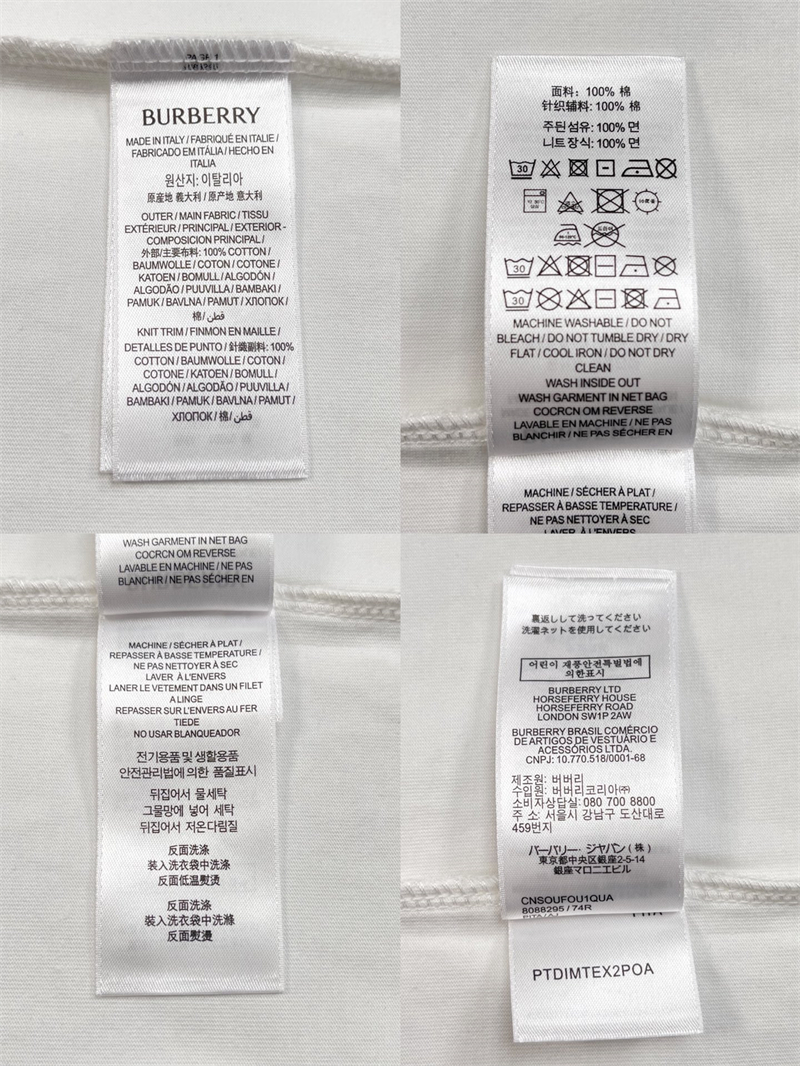 BURBERRY
MADE IN ITALY / FABRIQUÉ EN ITALIE /
FABRICADO EM ITÁLIA / HECHO EN
ITALIA
원산지: 이탈리아
原産地 義大利 / 原产地 意大利
OUTER / MAIN FABRIC / TISSU
EXTÉRIEUR / PRINCIPAL / EXTERIOR -
COMPOSICION PRINCIPAL /
外部/主要布料: 100% COTTON /
BAUMWOLLE / COTON / COTONE /
KATOEN / BOMULL / ALGODÓN /
ALGODÃO / PUUVILLA / BAMBAKI /
PAMUK / BAVLNA / PAMUT / ХЛОПОК /
棉/ قطن
KNIT TRIM / FINMON EN MAILLE /
DETALLES DE PUNTO / 針織副料: 100%
COTTON / BAUMWOLLE / COTON /
COTONE / KATOEN / BOMULL /
ALGODÓN / ALGODÃO / PUUVILLA /
BAMBAKI / PAMUK / BAVLNA / PAMUT /
ХЛОПОК / 棉/ قطن
面料: 100% 棉
针织辅料: 100% 棉
주된섬유: 100% 면
니트장식: 100% 면
30
30
30
MACHINE WASHABLE / DO NOT
BLEACH / DO NOT TUMBLE DRY / DRY
FLAT / COOL IRON / DO NOT DRY
CLEAN
WASH INSIDE OUT
WASH GARMENT IN NET BAG
COCRCN OM REVERSE
LAVABLE EN MACHINE / NE PAS
BLANCHIR / NE PAS SÉCHER EN
MACHINE / SÉCHER À PLAT /
REPASSER À BASSE TEMPERATURE /
NE PAS NETTOYER À SEC
LAVER À L'ENVERS
WASH GARMENT IN NET BAG
COCRCN OM REVERSE
LAVABLE EN MACHINE / NE PAS
BLANCHIR / NE PAS SÉCHER EN
MACHINE / SÉCHER À PLAT /
REPASSER À BASSE TEMPERATURE /
NE PAS NETTOYER À SEC
LAVER À L'ENVERS
LANER LE VETEMENT DANS UN FILET
A LINGE
REPASSER SUR L'ENVERS AU FER
TIEDE
NO USAR BLANQUEADOR
전기용품 및 생활용품
안전관리법에 의한 품질표시
뒤집어서 물세탁
그물망에 넣어 세탁
뒤집어서 저온다림질
反面洗涤
装入洗衣袋中洗涤
反面低温熨烫
反面洗涤
裝入洗衣袋中洗滌
反面熨燙
裏返しして洗ってください
洗濯ネットを使用してください
어린이 제품안전특별법에
의한표시
BURBERRY LTD
HORSEFERRY HOUSE
HORSEFERRY ROAD
LONDON SW1P 2AW
BURBERRY BRASIL COMÉRCIO
DE ARTIGOS DE VESTUÁRIO E
ACESSÓRIOS LTDA.
CNPJ: 10.770.518/0001-68
제조원: 버버리
수입원: 버버리코리아㈜
소비자상담실: 080 700 8800
주 소: 서울시 강남구 도산대로
459번지
バーバリー・ジャパン (株)
東京都中央区銀座2-5-14
銀座マロニエビル
CNSOUFOU1QUA
8088295 / 74R
PTDIMTEX2POA